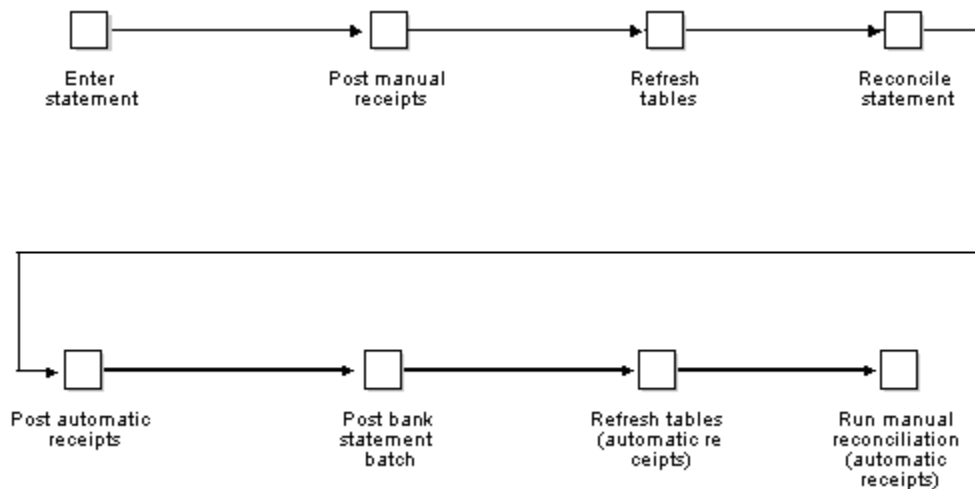 Enter
statement
Post manual
receipts
Refresh
tables
Reconcile
statement
Post automatic
receipts
Post bank
statement
batch
Refresh tables
(automatic re
ceipts)
Run manual
reconciliation
(automatic
receipts)